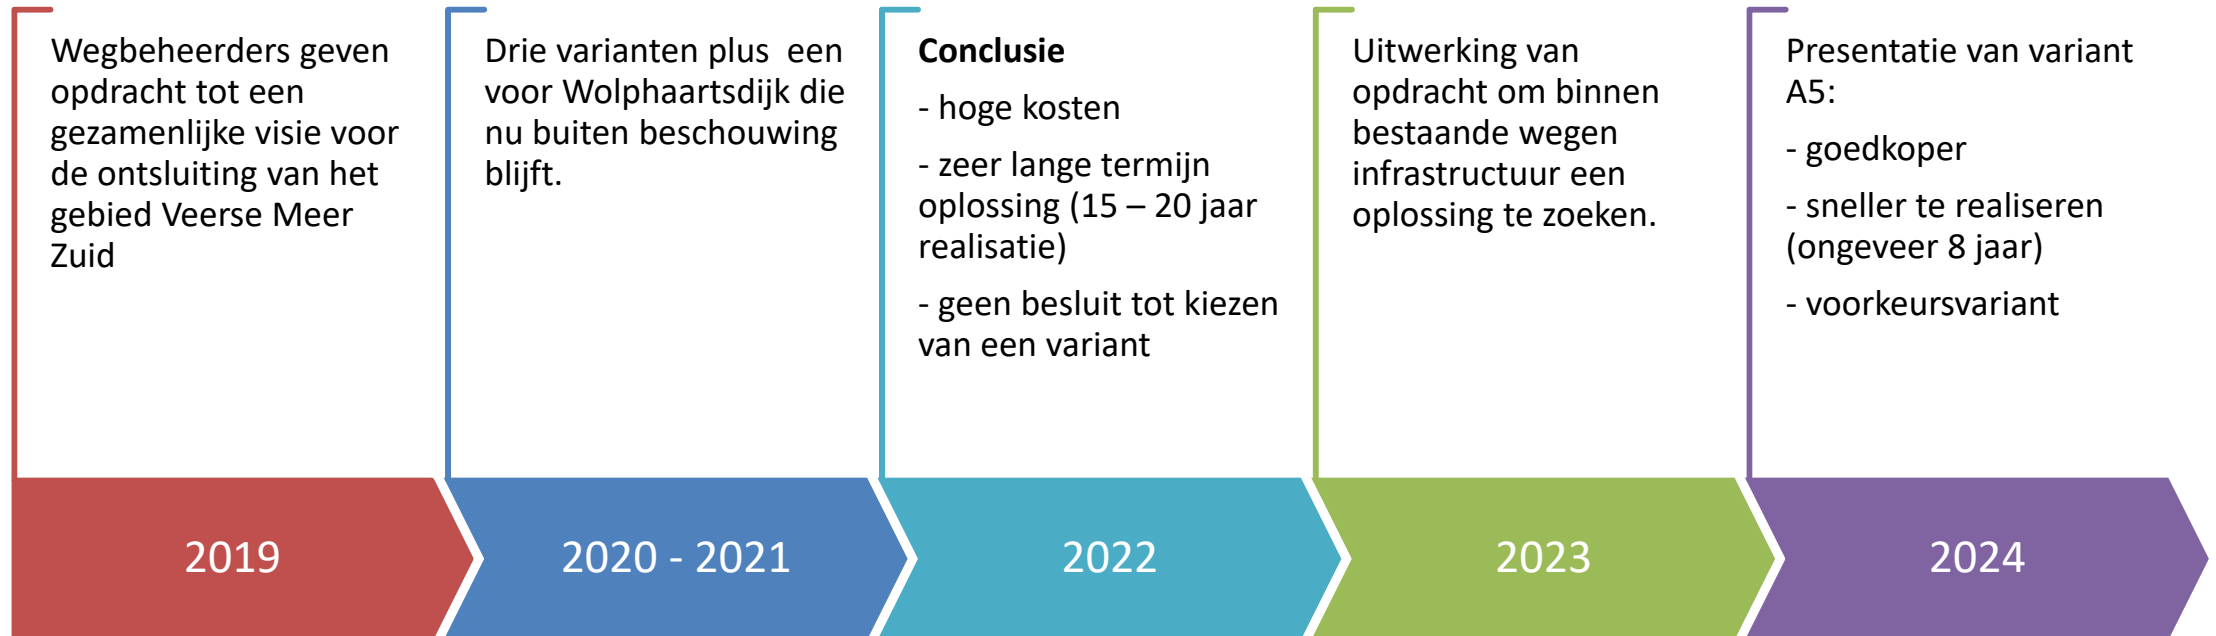 Wegbeheerders geven
opdracht tot een
gezamenlijke visie voor
de ontsluiting van het
gebied Veerse Meer
Zuid
2019
Drie varianten plus  een
voor Wolphaartsdijk die
nu buiten beschouwing
blijft.
2020 - 2021
Conclusie
- hoge kosten
- zeer lange termijn
oplossing (15 – 20 jaar
realisatie)
- geen besluit tot kiezen
van een variant
2022
Uitwerking van
opdracht om binnen
bestaande wegen
infrastructuur een
oplossing te zoeken.
2023
Presentatie van variant
A5:
- goedkoper
- sneller te realiseren
(ongeveer 8 jaar)
- voorkeursvariant
2024